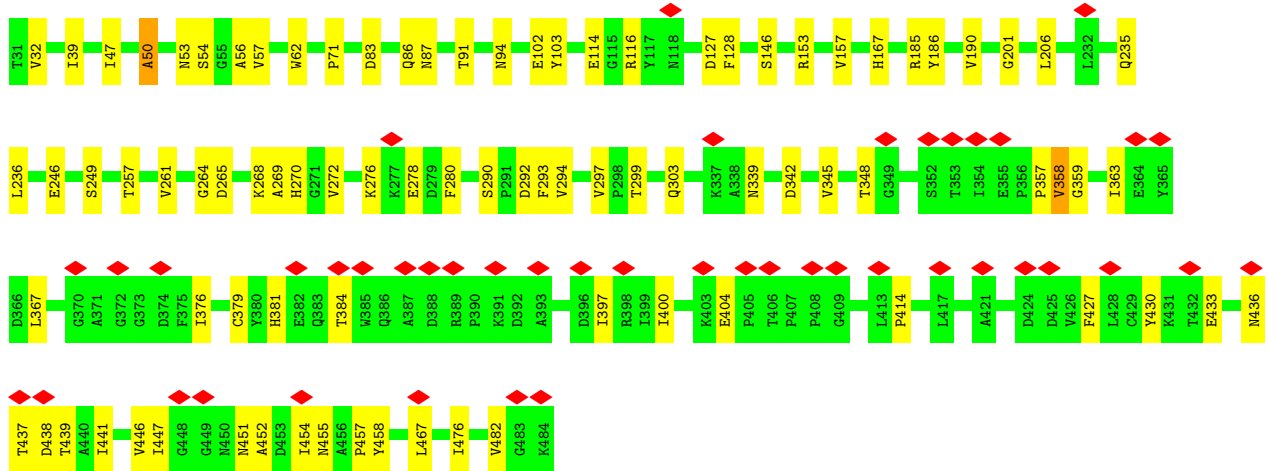 T31 V32 I39 I47 A50 N53 S54 G55 A56 V57 W62 P71 D83 Q86 N87 T91 N94 E102 Y103 E114 G115 R116 Y117 N118 D127 F128 S146 R153 V157 H167 R185 Y186 V190 G201 L206 L232 Q235
L236 E246 S249 T257 V261 G264 D265 K268 A269 H270 G271 V272 K276 K277 E278 D279 F280 S290 P291 D292 F293 V294 V297 P298 T299 Q303 K337 A338 N339 D342 V345 T348 G349 S352 T353 I354 E355 P356 P357 V358 G359 I363 E364 Y365
D366 L367 G370 A371 G372 G373 D374 F375 I376 C379 Y380 H381 E382 Q383 T384 W385 Q386 A387 D388 R389 P390 K391 D392 A393 D396 I397 R398 I399 I400 K403 E404 P405 T406 P407 P408 G409 L413 P414 L417 A421 D424 D425 V426 F427 L428 C429 Y430 K431 T432 E433 N436
T437 D438 T439 A440 I441 V446 I447 G448 G449 N450 N451 A452 D453 I454 N455 A456 P457 Y458 L467 I476 V482 G483 K484